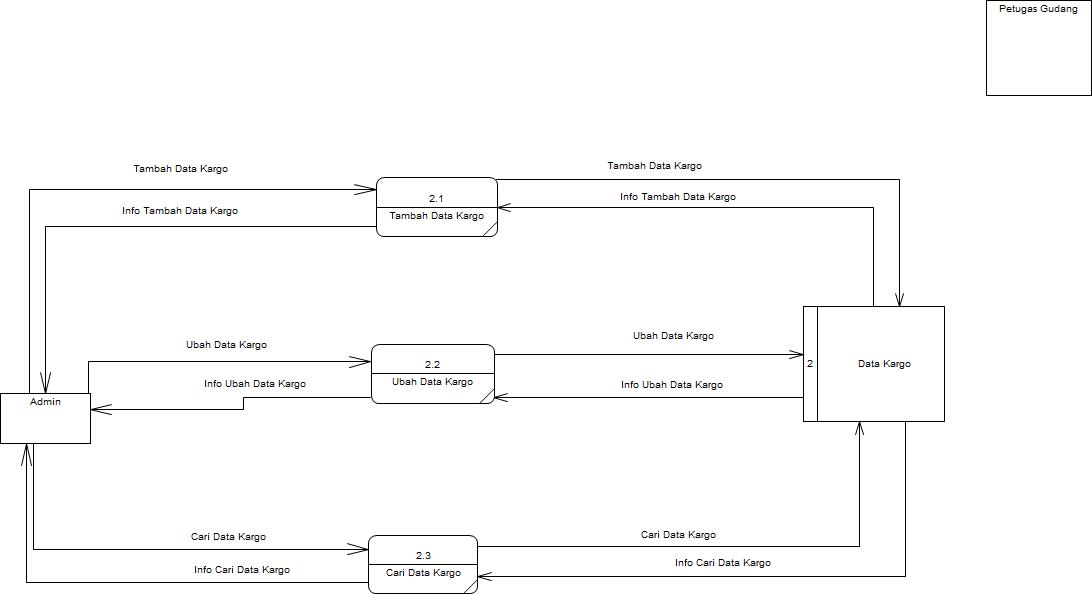 Petugas Gudang
Tambah Data Kargo
Tambah Data Kargo
Info Tambah Data Kargo
Info Tambah Data Kargo
2.1
Tambah Data Kargo
Ubah Data Kargo
Ubah Data Kargo
Info Ubah Data Kargo
Info Ubah Data Kargo
2.2
Ubah Data Kargo
2
Data Kargo
Admin
Cari Data Kargo
Cari Data Kargo
Info Cari Data Kargo
Info Cari Data Kargo
2.3
Cari Data Kargo